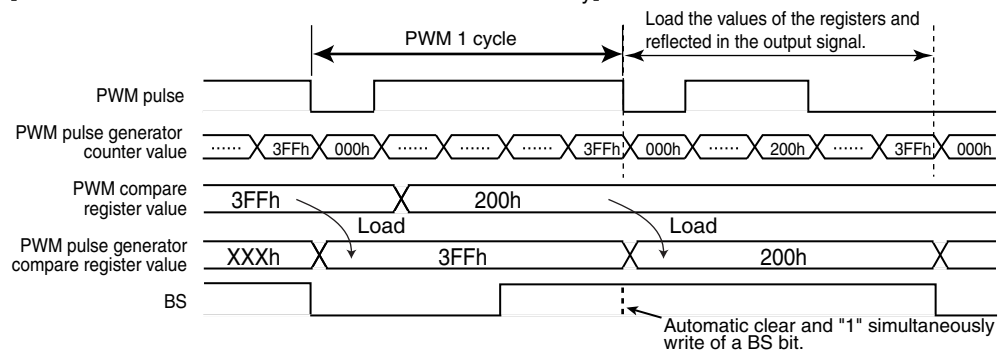 Load the values of the registers and
reflected in the output signal.
PWM 1 cycle
PWM pulse
PWM pulse generator
counter value
...... 3FFh 000h ...... ...... ...... 3FFh 000h ...... 200h ...... 3FFh 000h
PWM compare
register value
3FFh 200h
Load Load
PWM pulse generator
compare register value
XXXh 3FFh 200h
BS
Automatic clear and "1" simultaneously
write of a BS bit.